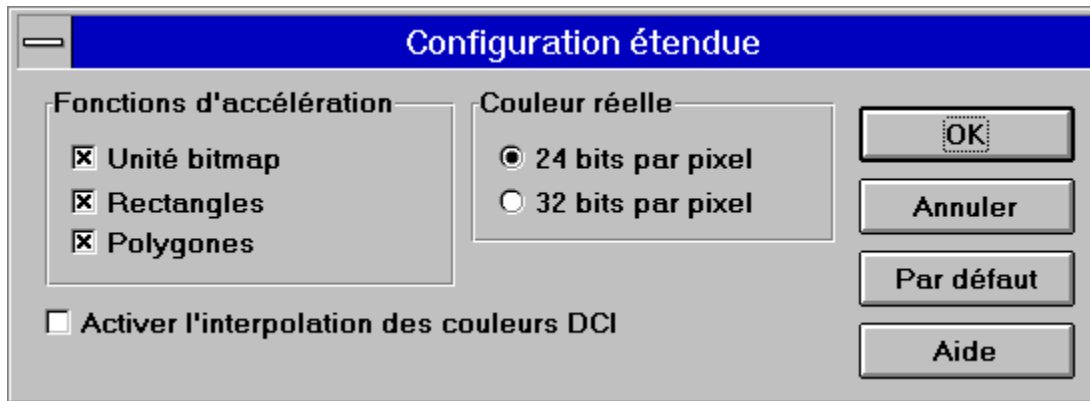 Configuration étendue
Fonctions d'accélération
Unité bitmap
Rectangles
Polygones
Couleur réelle
24 bits par pixel
32 bits par pixel
Activer l'interpolation des couleurs DCI
OK
Annuler
Par défaut
Aide